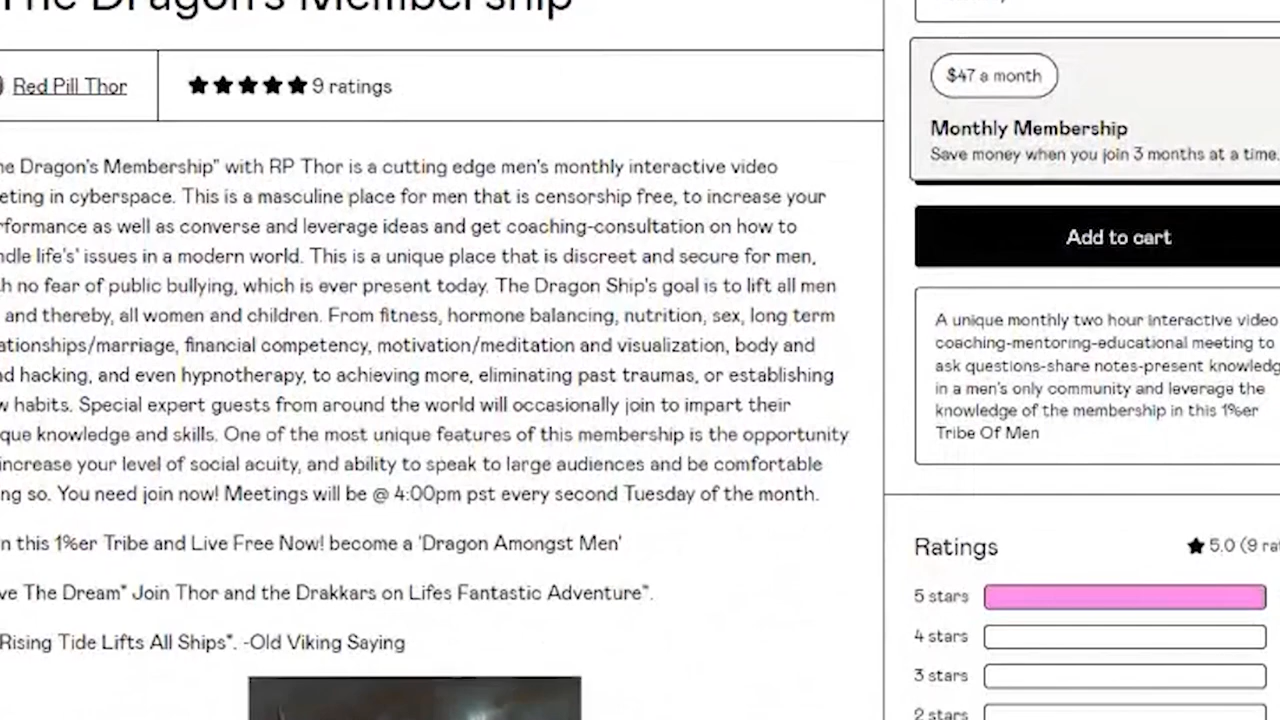 The Dragon's Membership
Red Pill Thor
9 ratings
Dragon's Membership" with RP Thor is a cutting edge men's monthly interactive video
in cyberspace. This is a masculine place for men that is censorship free, to increase your
as well as converse and leverage ideas and get coaching-consultation on how to
life's' issues in a modern world. This is a unique place that is discreet and secure for men,
no fear of public bullying, which is ever present today. The Dragon Ship's goal is to lift all men
and thereby, all women and children. From fitness, hormone balancing, nutrition, sex, long term
financial competency, motivation/meditation and visualization, body and
hacking, and even hypnotherapy, to achieving more, eliminating past traumas, or establishing
habits. Special expert guests from around the world will occasionally join to impart their
knowledge and skills. One of the most unique features of this membership is the opportunity
increase your level of social acuity, and ability to speak to large audiences and be comfortable
so. You need join now! Meetings will be @ 4:00pm pst every second Tuesday of the month.
this 1%er Tribe and Live Free Now! become a 'Dragon Amongst Men'
The Dream" Join Thor and the Drakkars on Lifes Fantastic Adventure".
Rising Tide Lifts All Ships". -Old Viking Saying
$47 a month
Monthly Membership
Save money when you join 3 months at a time.
Add to cart
A unique monthly two hour interactive video
coaching-mentoring-educational meeting to
ask questions-share notes-present
in a men's only community and leverage the
knowledge of the membership in this 1%er
Tribe Of Men
Ratings
5.0 (9
5 stars
4 stars
3 stars
2 stars